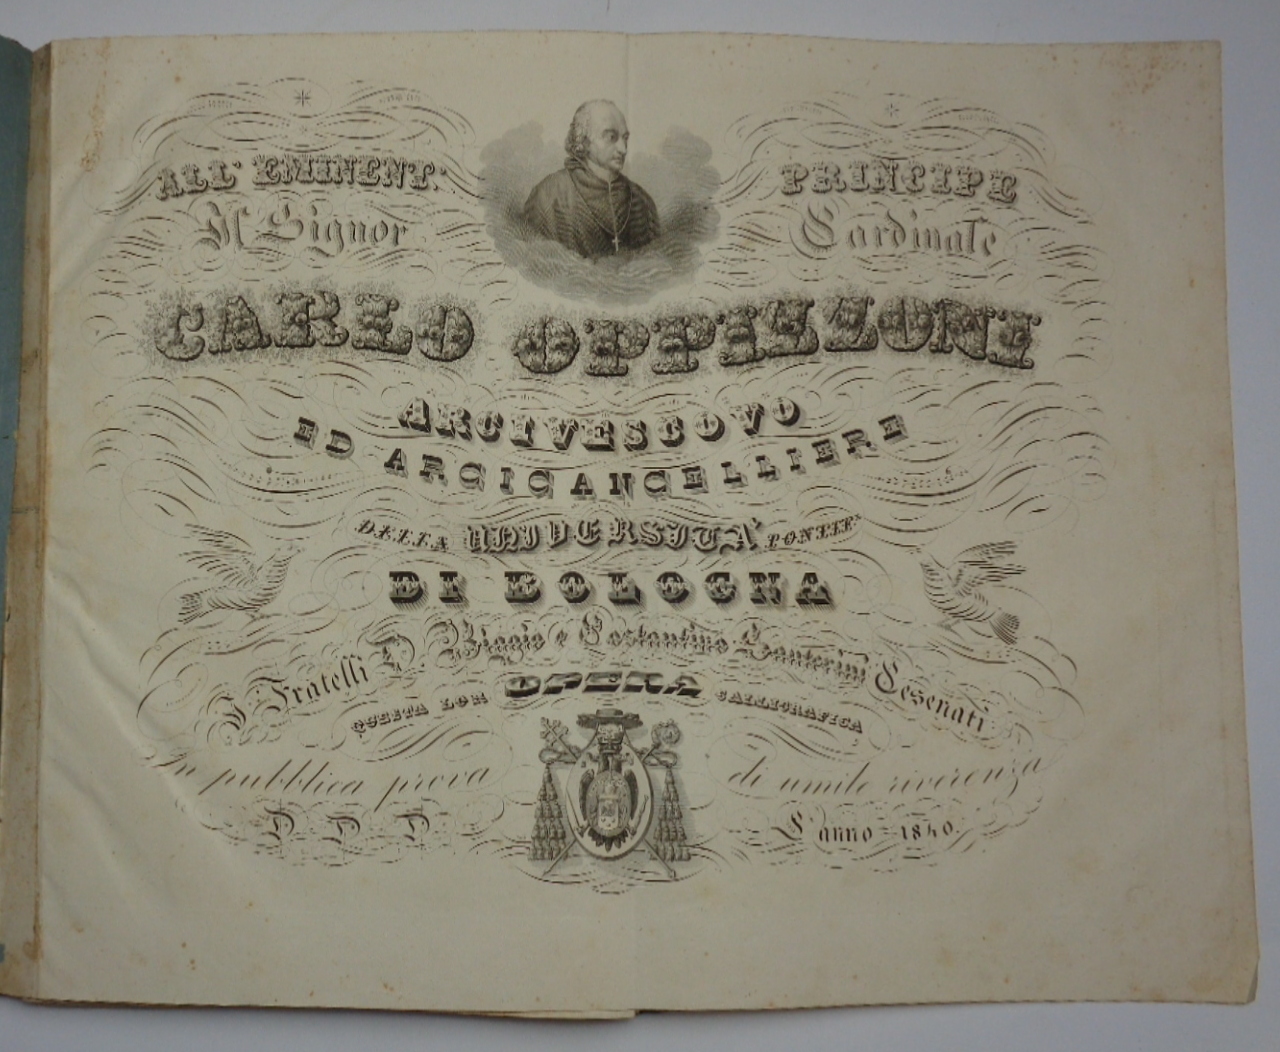 ALL' EMINENT. PRINCIPE
Il Signor Cardinale
CARLO OPPIZZONI
ARCIVESCOVO
ED ARCICANCELLIERE
DELLA UNIVERSITA' PONTIF.
DI BOLOGNA
I Fratelli D. Biagio e Costantino Santerini Cesenati
QUESTA LOR OPERA CALLIGRAFICA
In pubblica prova di umile riverenza
D. D. D. L'anno 1840.